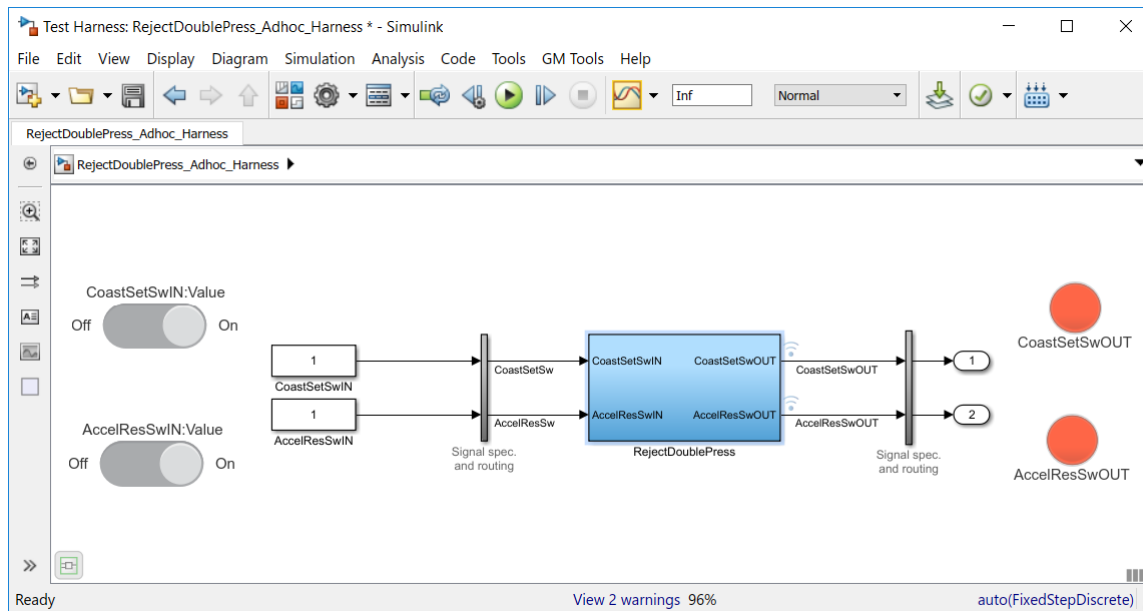 Test Harness: RejectDoublePress_Adhoc_Harness * - Simulink
File Edit View Display Diagram Simulation Analysis Code Tools GM Tools Help
Inf Normal
RejectDoublePress_Adhoc_Harness
RejectDoublePress_Adhoc_Harness
CoastSetSwIN:Value
Off On
1
CoastSetSwIN
CoastSetSw
CoastSetSwIN CoastSetSwOUT
CoastSetSwOUT
1
CoastSetSwOUT
1
AccelResSwIN
AccelResSw
AccelResSwIN AccelResSwOUT
AccelResSwOUT
2
AccelResSwIN:Value
Off On
Signal spec.
and routing
RejectDoublePress
Signal spec.
and routing
AccelResSwOUT
Ready View 2 warnings 96% auto(FixedStepDiscrete)